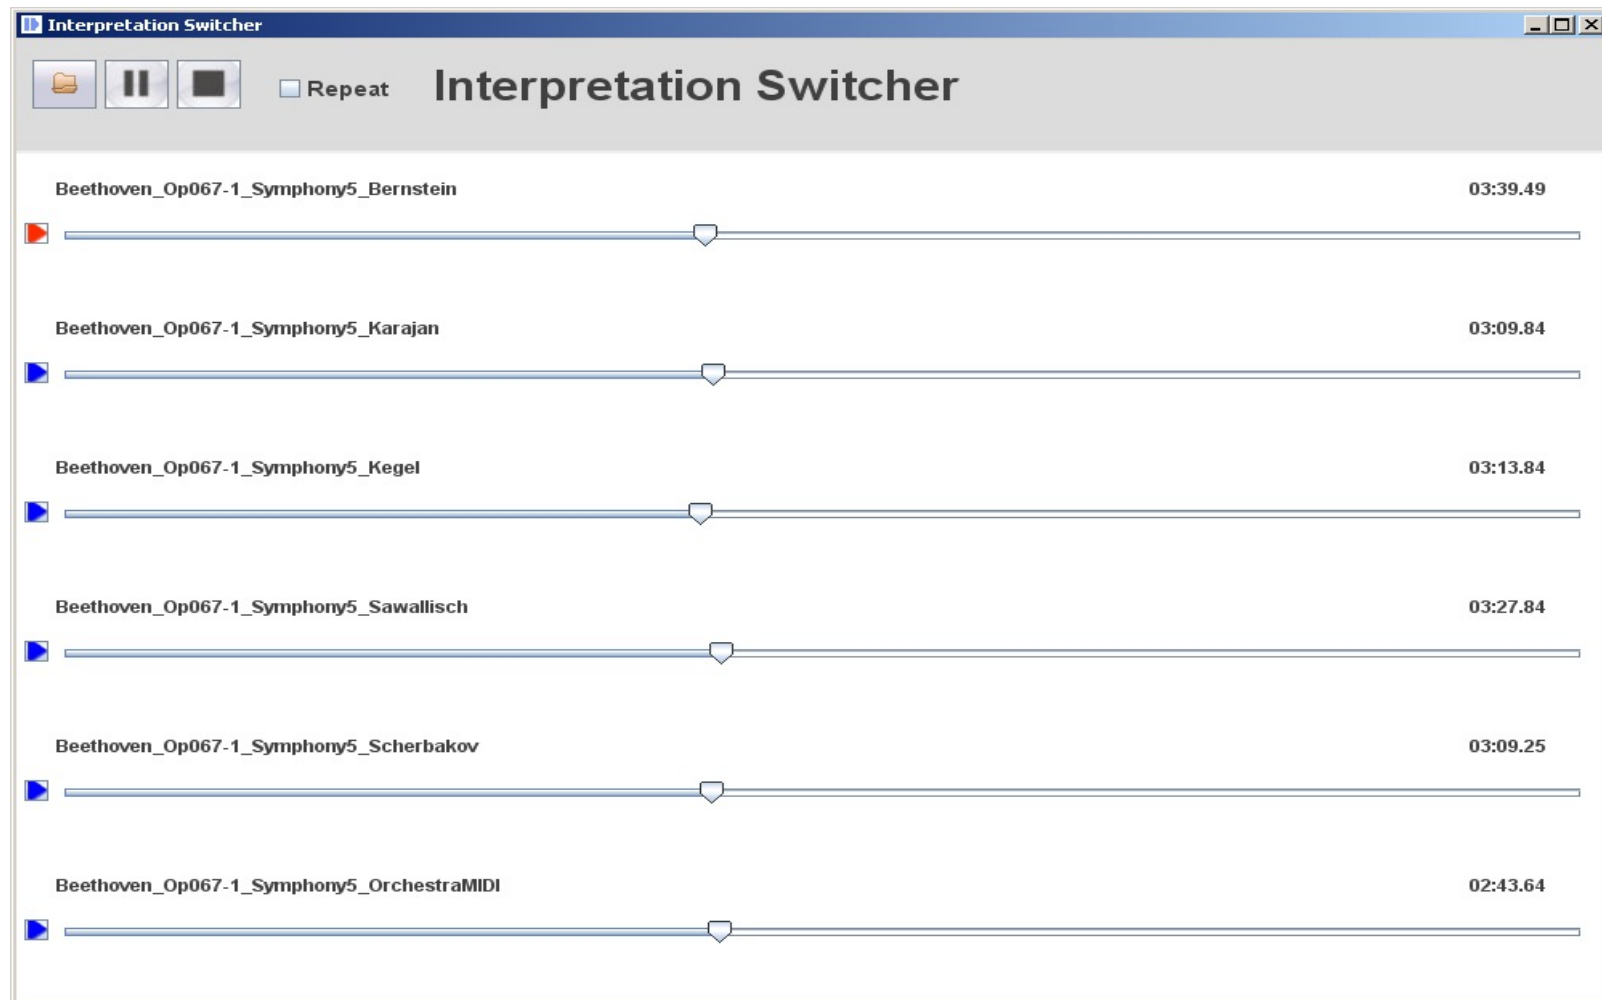 Interpretation Switcher
Repeat Interpretation Switcher
Beethoven_Op067-1_Symphony5_Bernstein 03:39.49
Beethoven_Op067-1_Symphony5_Karajan 03:09.84
Beethoven_Op067-1_Symphony5_Kegel 03:13.84
Beethoven_Op067-1_Symphony5_Sawallisch 03:27.84
Beethoven_Op067-1_Symphony5_Scherbakov 03:09.25
Beethoven_Op067-1_Symphony5_OrchestraMIDI 02:43.64